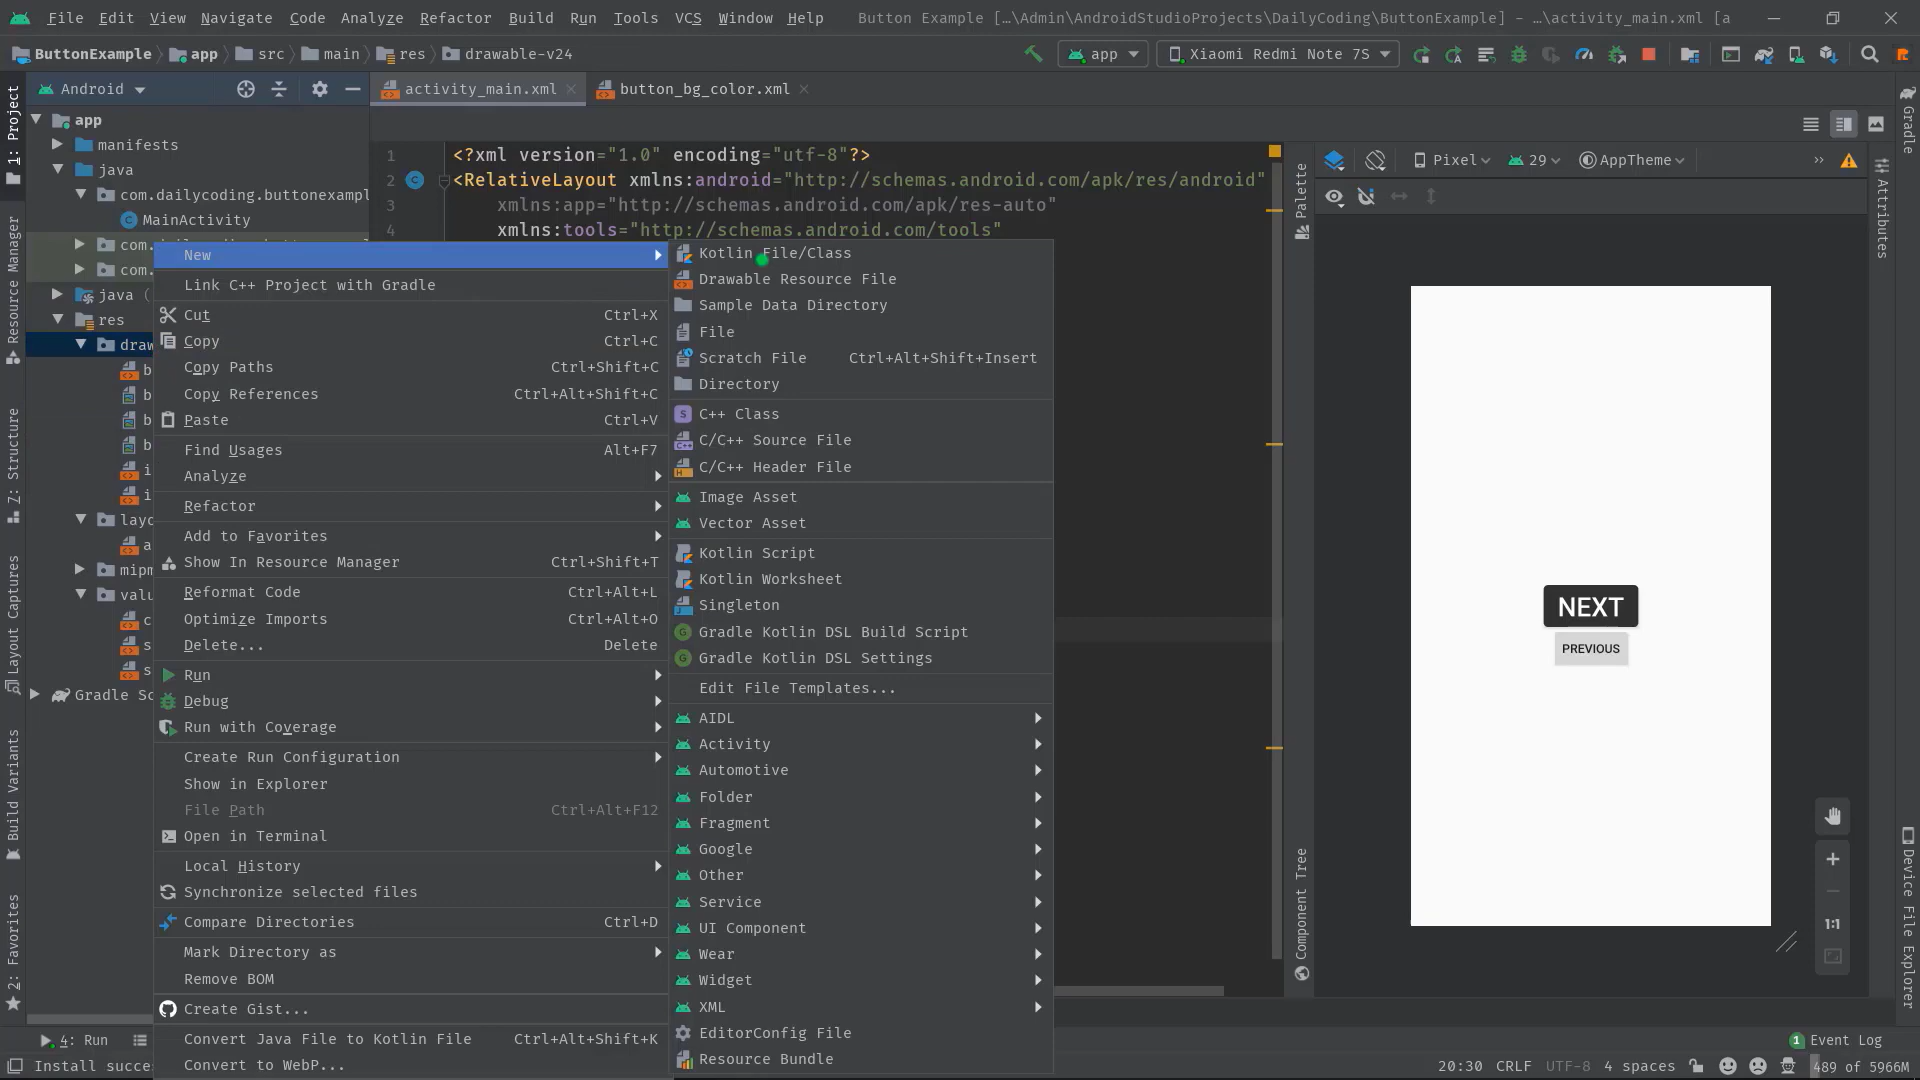 File Edit View Navigate Code Analyze Refactor Build Run Tools VCS Window Help Button Example [...\Admin\AndroidStudioProjects\DailyCoding\ButtonExample] - ...\activity_main.xml [a
ButtonExample app src main res drawable-v24 app Xiaomi Redmi Note 7S
Android activity_main.xml button_bg_color.xml
1: Project
Resource Manager
7: Structure
Layout Captures
Build Variants
2: Favorites
app
manifests
java
com.dailycoding.buttonexampl
MainActivity
com.
java (
res
draw
b
b
b
b
i
i
layo
a
mipm
valu
c
s
s
Gradle Sc
1 <?xml version="1.0" encoding="utf-8"?>
2 <RelativeLayout xmlns:android="http://schemas.android.com/apk/res/android"
3 xmlns:app="http://schemas.android.com/apk/res-auto"
4 xmlns:tools="http://schemas.android.com/tools"
New
Link C++ Project with Gradle
Cut Ctrl+X
Copy Ctrl+C
Copy Paths Ctrl+Shift+C
Copy References Ctrl+Alt+Shift+C
Paste Ctrl+V
Find Usages Alt+F7
Analyze
Refactor
Add to Favorites
Show In Resource Manager Ctrl+Shift+T
Reformat Code Ctrl+Alt+L
Optimize Imports Ctrl+Alt+O
Delete... Delete
Run
Debug
Run with Coverage
Create Run Configuration
Show in Explorer
File Path Ctrl+Alt+F12
Open in Terminal
Local History
Synchronize selected files
Compare Directories Ctrl+D
Mark Directory as
Remove BOM
Create Gist...
Convert Java File to Kotlin File Ctrl+Alt+Shift+K
Convert to WebP...
Kotlin File/Class
Drawable Resource File
Sample Data Directory
File
Scratch File Ctrl+Alt+Shift+Insert
Directory
C++ Class
C/C++ Source File
C/C++ Header File
Image Asset
Vector Asset
Kotlin Script
Kotlin Worksheet
Singleton
Gradle Kotlin DSL Build Script
Gradle Kotlin DSL Settings
Edit File Templates...
AIDL
Activity
Automotive
Folder
Fragment
Google
Other
Service
UI Component
Wear
Widget
XML
EditorConfig File
Resource Bundle
Palette
Component Tree
Pixel 29 AppTheme
NEXT
PREVIOUS
1:1
Gradle
Attributes
Device File Explorer
4: Run
1 Event Log
Install succe
20:30 CRLF UTF-8 4 spaces 489 of 5966M